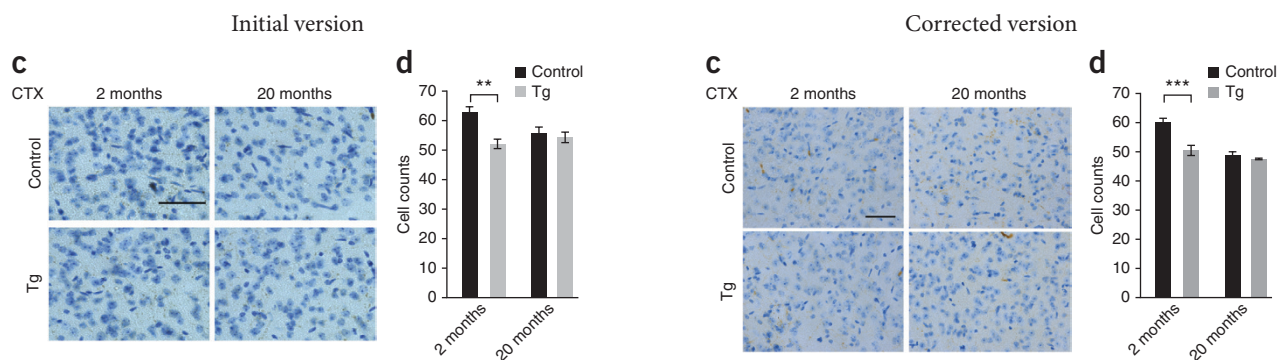 Initial version
c
CTX
2 months
20 months
Control
Tg
d
Control
Tg
**
Cell counts
70
60
50
40
30
20
10
0
2 months
20 months
Corrected version
c
CTX
2 months
20 months
Control
Tg
d
Control
Tg
***
Cell counts
70
60
50
40
30
20
10
0
2 months
20 months